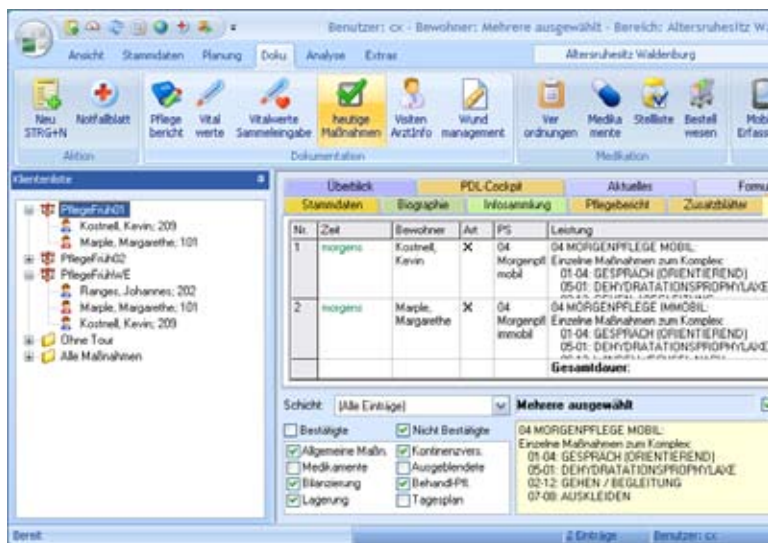 Benutzer: cx - Bewohner: Mehrere ausgewählt - Bereich: Altersruhesitz Wa
Ansicht Stammdaten Planung Doku Analyse Extras Altersruhesitz Waldenburg
Neu Notfallblatt Pflege Vital Vitalwerte heutige Visiten Wund Ver Medika Stellliste Bestell Mobi
STRG+N bericht werte Sammeleingabe Maßnahmen ArztInfo management ordnungen mente wesen Erfass
Aktion Dokumentation Medikation
Klientenliste
Überblick PDL-Cockpit Aktuelles Formu
Stammdaten Biographie Infosammlung Pflegebericht Zusatzblätter
PflegeFrüh01
Kostnell, Kevin; 209
Marple, Margarethe; 101
PflegeFrüh02
PflegeFrühWE
Ranges, Johannes; 202
Marple, Margarethe; 101
Kostnell, Kevin; 209
Ohne Tour
Alle Maßnahmen
Nr. Zeit Bewohner Art PS Leistung
1 morgens Kostnell, X 04 04 MORGENPFLEGE MOBIL:
Kevin Morgenpfl Einzelne Maßnahmen zum Komplex:
mobil 01-04: GESPRÄCH (ORIENTIEREND)
05-01: DEHYDRATATIONSPROPHYLAXE
2 morgens Marple, X 04 04 MORGENPFLEGE IMMOBIL:
Margarethe Morgenpfl Einzelne Maßnahmen zum Komplex:
immobil 01-04: GESPRÄCH (ORIENTIEREND)
05-01: DEHYDRATATIONSPROPHYLAXE
Gesamtdauer:
Schicht: (Alle Einträge) Mehrere ausgewählt
Bestätigte Nicht Bestätigte
Allgemeine Maßn. Kontinenzvers.
Medikamente Ausgeblendete
Bilanzierung Behandl-Pfl.
Lagerung Tagesplan
04 MORGENPFLEGE MOBIL:
Einzelne Maßnahmen zum Komplex:
01-04: GESPRÄCH (ORIENTIEREND)
05-01: DEHYDRATATIONSPROPHYLAXE
02-12: GEHEN / BEGLEITUNG
07-08: AUSKLEIDEN
Bereit 2 Einträge Benutzer: cx